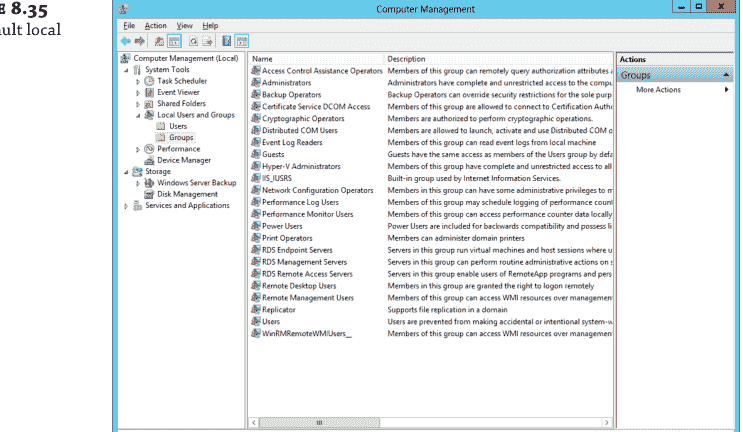 E 8.35
ault local
Computer Management
File Action View Help
Computer Management (Local)
System Tools
Task Scheduler
Event Viewer
Shared Folders
Local Users and Groups
Users
Groups
Performance
Device Manager
Storage
Windows Server Backup
Disk Management
Services and Applications
Name Description
Access Control Assistance Operators Members of this group can remotely query authorization attributes
Administrators Administrators have complete and unrestricted access to the compu
Backup Operators Backup Operators can override security restrictions for the sole purp
Certificate Service DCOM Access Members of this group are allowed to connect to Certification Autho
Cryptographic Operators Members are authorized to perform cryptographic operations.
Distributed COM Users Members are allowed to launch, activate and use Distributed COM o
Event Log Readers Members of this group can read event logs from local machine
Guests Guests have the same access as members of the Users group by defa
Hyper-V Administrators Members of this group have complete and unrestricted access to all
IIS_IUSRS Built-in group used by Internet Information Services.
Network Configuration Operators Members in this group can have some administrative privileges to m
Performance Log Users Members of this group may schedule logging of performance coun
Performance Monitor Users Members of this group can access performance counter data locally
Power Users Power Users are included for backwards compatibility and possess li
Print Operators Members can administer domain printers
RDS Endpoint Servers Servers in this group run virtual machines and host sessions where u
RDS Management Servers Servers in this group can perform routine administrative actions on s
RDS Remote Access Servers Servers in this group enable users of RemoteApp programs and pers
Remote Desktop Users Members in this group are granted the right to logon remotely
Remote Management Users Members of this group can access WMI resources over managemen
Replicator Supports file replication in a domain
Users Users are prevented from making accidental or intentional system-w
WinRMRemoteWMIUsers__ Members of this group can access WMI resources over managemen
Actions
Groups
More Actions